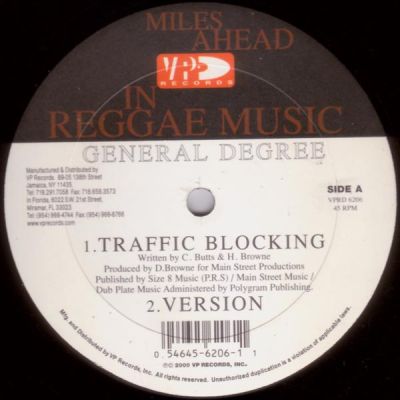 MILES
AHEAD
VPD
RECORDS
IN
REGGAE MUSIC
GENERAL DEGREE
Manufactured & Distributed by
VP Records 89-05 138th Street
Jamaica, NY 11435
Tel 718.291.7058 Fax: 718.658.3573
in Florida, 6022 S.W. 21st Street,
Miramar, FL 33023
Tel (954) 966-4744 Fax (954) 966-8766
www.vprecords.com
SIDE A
VPRD 6206
45 RPM
1.TRAFFIC BLOCKING
Written by C. Butts & H. Browne
Produced by D.Browne for Main Street Productions
Published by Size 8 Music (P.R.S) / Main Street Music /
Dub Plate Music Administered by Polygram Publishing.
2.VERSION
0 54645-6206-1 1
℗© 2000 VP RECORDS, INC.
Mfg. and Distributed by VP Records, Inc. All rights reserved. Unauthorized duplication is a violation of applicable laws.